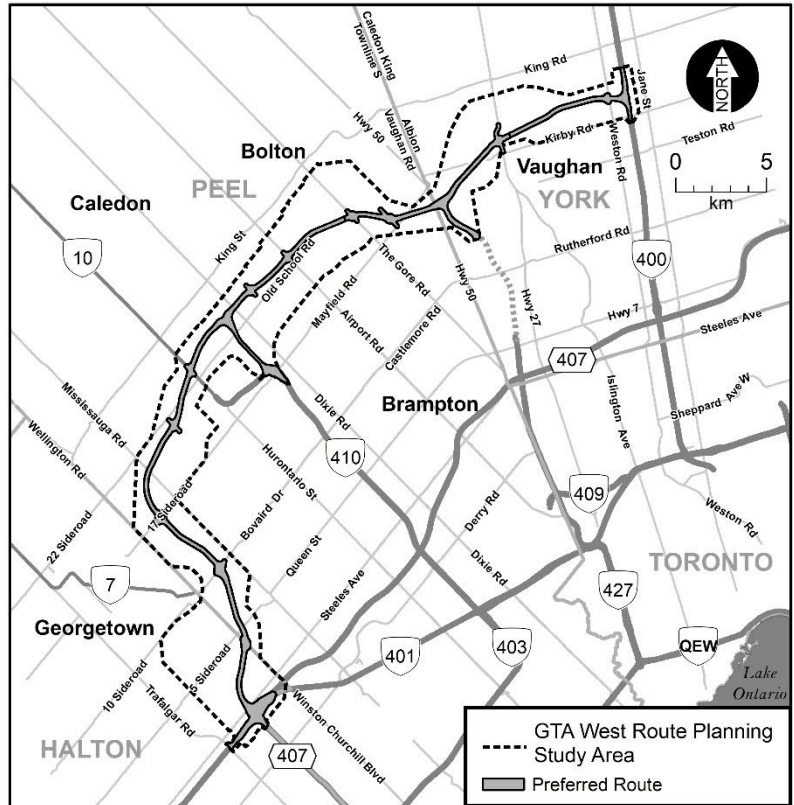 Caledon King
Townline S
King Rd
Jane St
NORTH
Hwy 50
Albion
Vaughan Rd
Kirby Rd
Weston Rd
Teston Rd
Bolton
Vaughan
0 5
km
PEEL
YORK
Caledon
King St
Old School Rd
Rutherford Rd
10
The Gore Rd
Mayfield Rd
Hwy 50
Hwy 27
400
Airport Rd
Castlemore Rd
Hwy 7
Steeles Ave
407
Mississauga Rd
Brampton
Dixie Rd
Islington Ave
Sheppard Ave W
Wellington Rd
410
Hurontario St
409
17 Sideroad
Bovaird Dr
Derry Rd
Weston Rd
22 Sideroad
Queen St
Dixie Rd
TORONTO
7
Steeles Ave
427
Georgetown
401
403
QEW
5 Sideroad
10 Sideroad
Lake
Ontario
Trafalgar Rd
Winston Churchill Blvd
HALTON
407
GTA West Route Planning
Study Area
Preferred Route